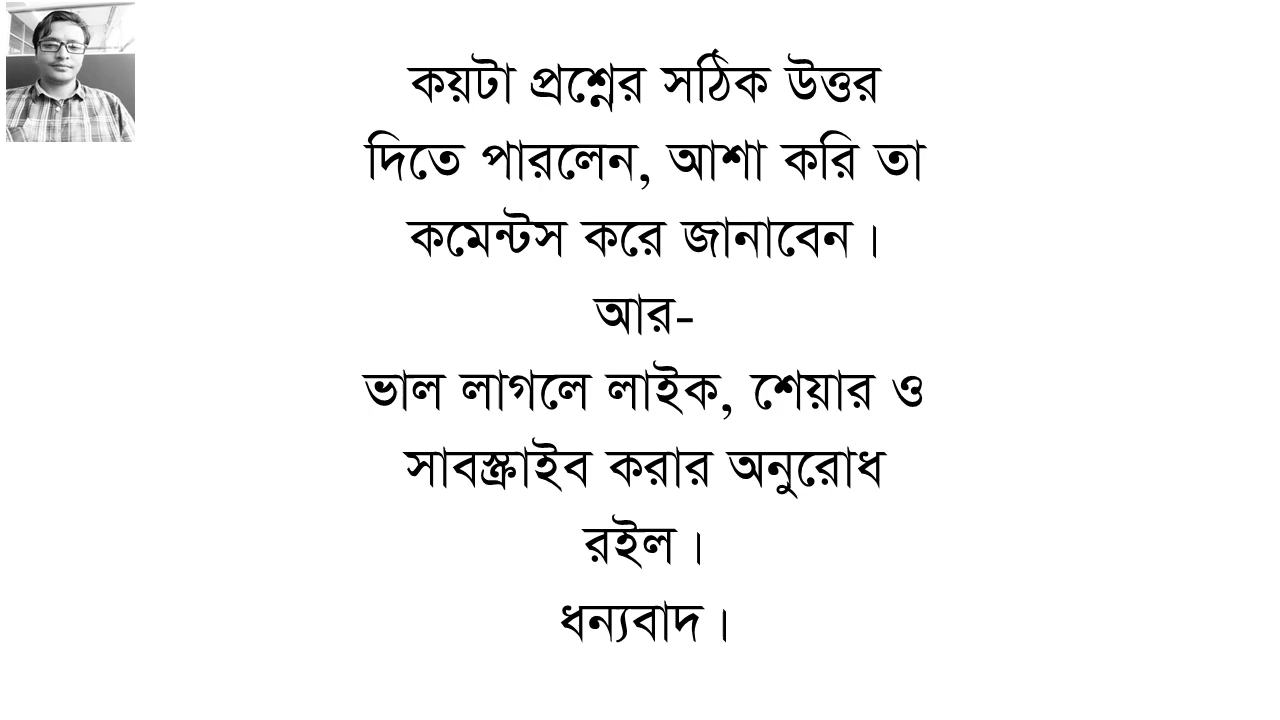 কয়টা প্রশ্নের সঠিক উত্তর
দিতে পারলেন, আশা করি তা
কমেন্টস করে জানাবেন।
আর-
ভাল লাগলে লাইক, শেয়ার ও
সাবস্ক্রাইব করার অনুরোধ
রইল।
ধন্যবাদ।